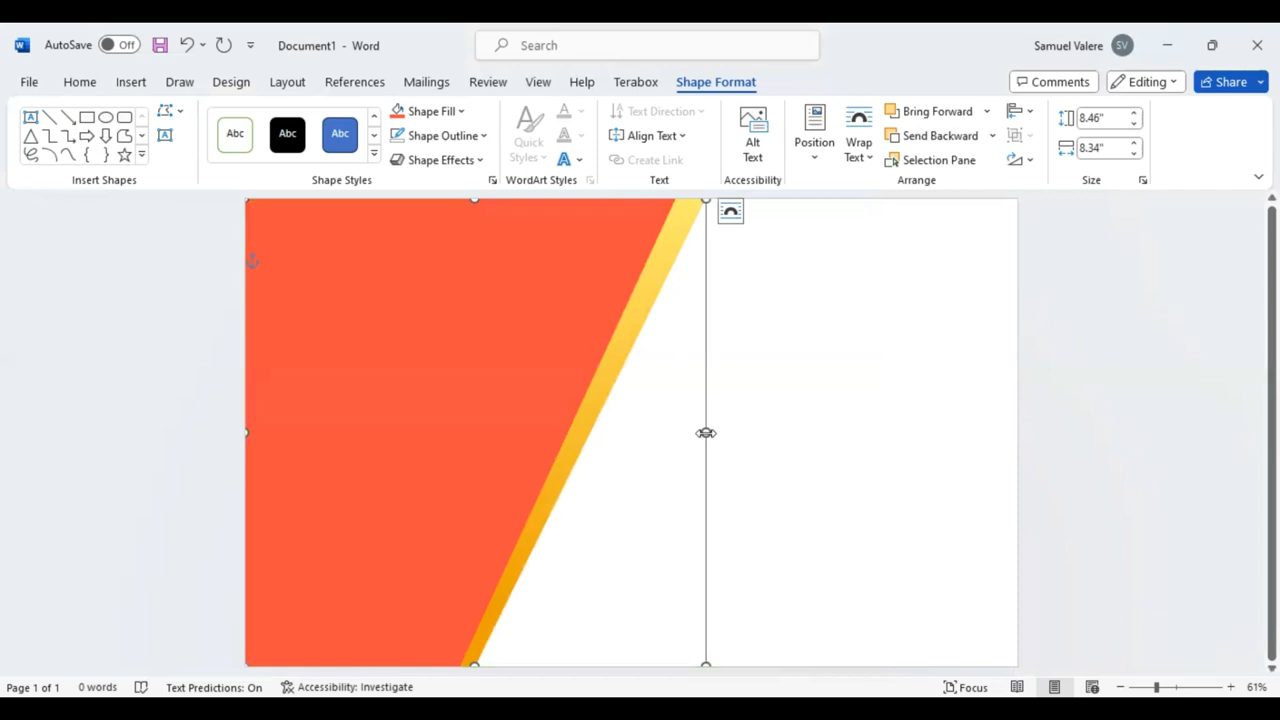 AutoSave Off Document1 - Word Search Samuel Valere SV
File Home Insert Draw Design Layout References Mailings Review View Help Terabox Shape Format Comments Editing Share
Abc Abc Abc
Shape Fill
Shape Outline
Shape Effects
Quick
Styles
Text Direction
Align Text
Create Link
Alt
Text
Position
Wrap
Text
Bring Forward
Send Backward
Selection Pane
8.46"
8.34"
Insert Shapes Shape Styles WordArt Styles Text Accessibility Arrange Size
Page 1 of 1 0 words Text Predictions: On Accessibility: Investigate Focus 61%